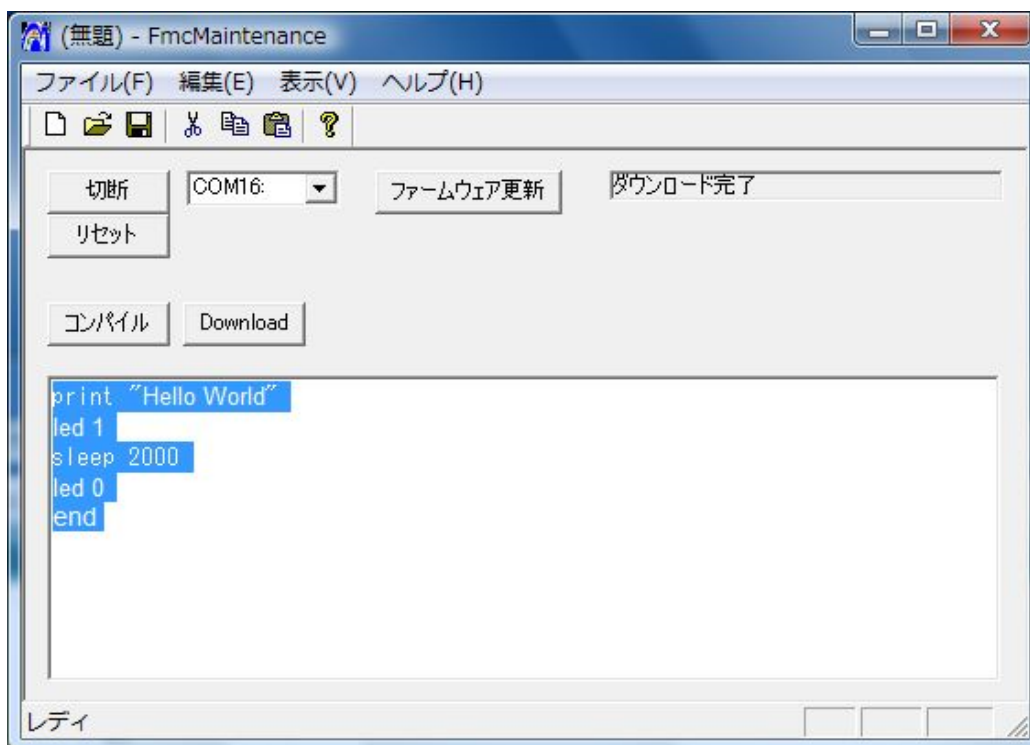 (無題) - FmcMaintenance
ファイル(F) 編集(E) 表示(V) ヘルプ(H)
切断 COM16: ファームウェア更新 ダウンロード完了
リセット
コンパイル Download
print "Hello World"
led 1
sleep 2000
led 0
end
レディ